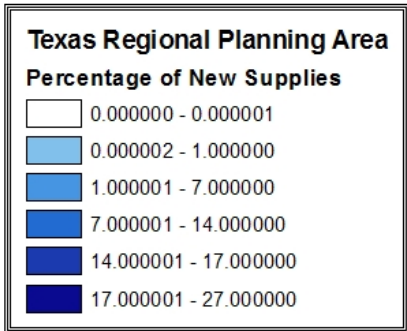 Texas Regional Planning Area
Percentage of New Supplies
0.000000 - 0.000001
0.000002 - 1.000000
1.000001 - 7.000000
7.000001 - 14.000000
14.000001 - 17.000000
17.000001 - 27.000000